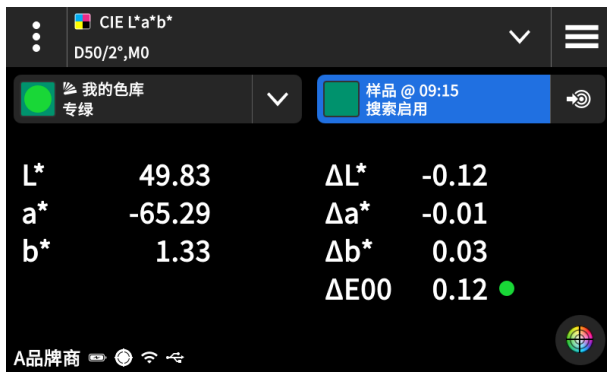 CIE L*a*b*
D50/2°,M0
我的色库
专绿
样品 @ 09:15
搜索启用
L* 49.83 ΔL* -0.12
a* -65.29 Δa* -0.01
b* 1.33 Δb* 0.03
ΔE00 0.12
A品牌商